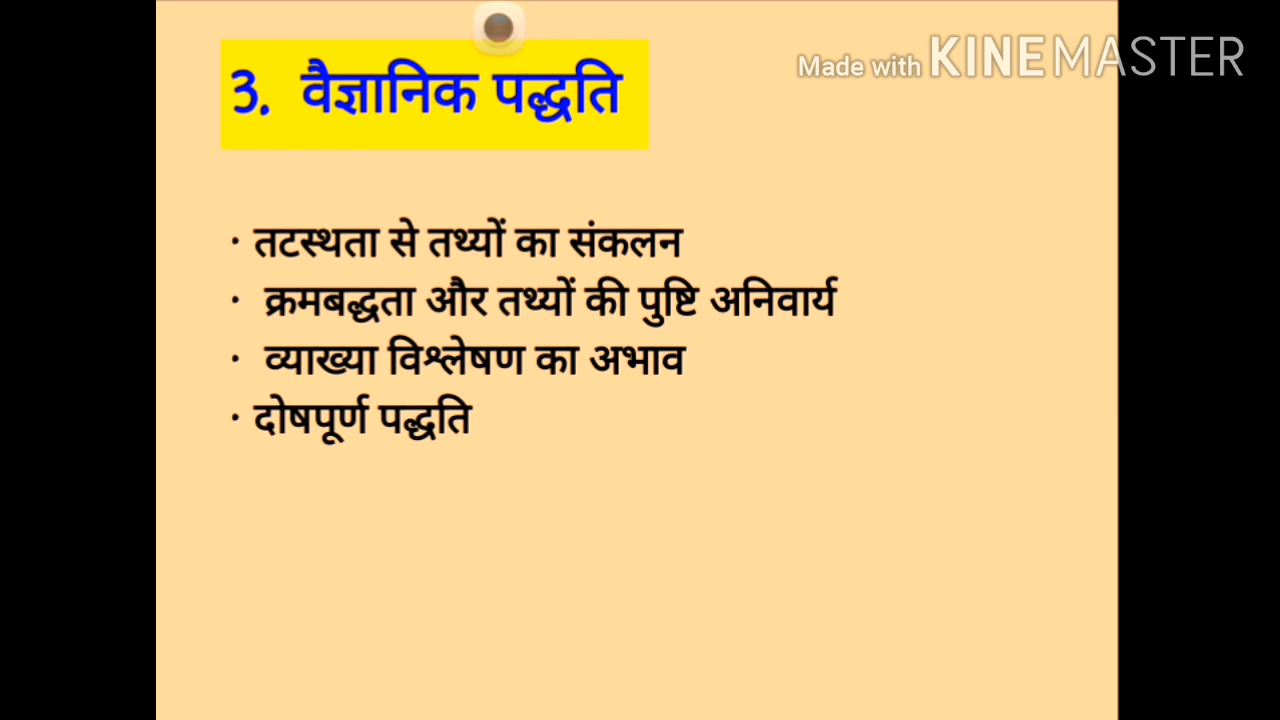 Made with KINEMASTER
3. वैज्ञानिक पद्धति
· तटस्थता से तथ्यों का संकलन
· क्रमबद्धता और तथ्यों की पुष्टि अनिवार्य
· व्याख्या विश्लेषण का अभाव
· दोषपूर्ण पद्धति